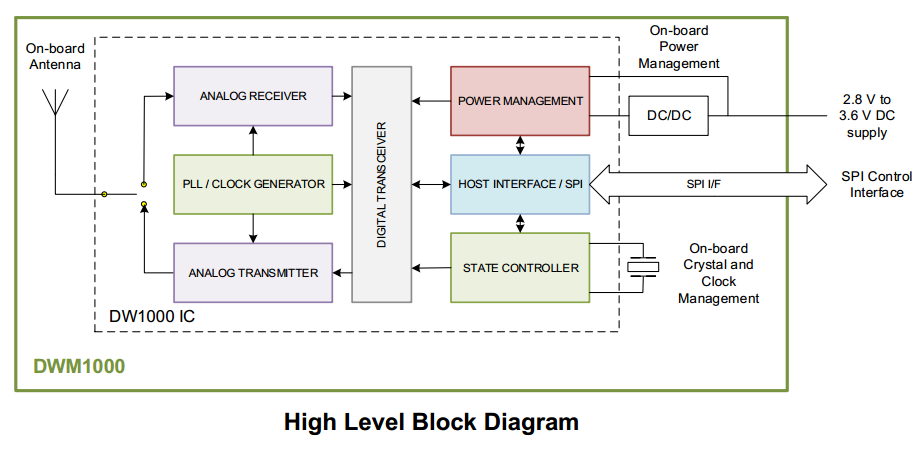 On-board
Antenna
On-board
Power
Management
ANALOG RECEIVER
POWER MANAGEMENT
DC/DC
2.8 V to
3.6 V DC
supply
PLL / CLOCK GENERATOR
DIGITAL TRANSCEIVER
HOST INTERFACE / SPI
SPI I/F
SPI Control
Interface
ANALOG TRANSMITTER
STATE CONTROLLER
On-board
Crystal and
Clock
Management
DW1000 IC
DWM1000
High Level Block Diagram